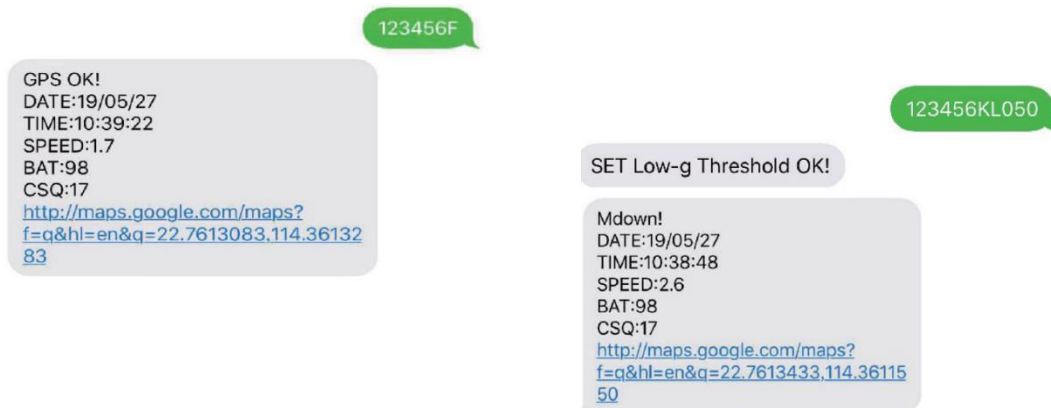 123456F
GPS OK!
DATE:19/05/27
TIME:10:39:22
SPEED:1.7
BAT:98
CSQ:17
http://maps.google.com/maps?
f=q&hl=en&q=22.7613083,114.36132
83
123456KL050
SET Low-g Threshold OK!
Mdown!
DATE:19/05/27
TIME:10:38:48
SPEED:2.6
BAT:98
CSQ:17
http://maps.google.com/maps?
f=q&hl=en&q=22.7613433,114.36115
50